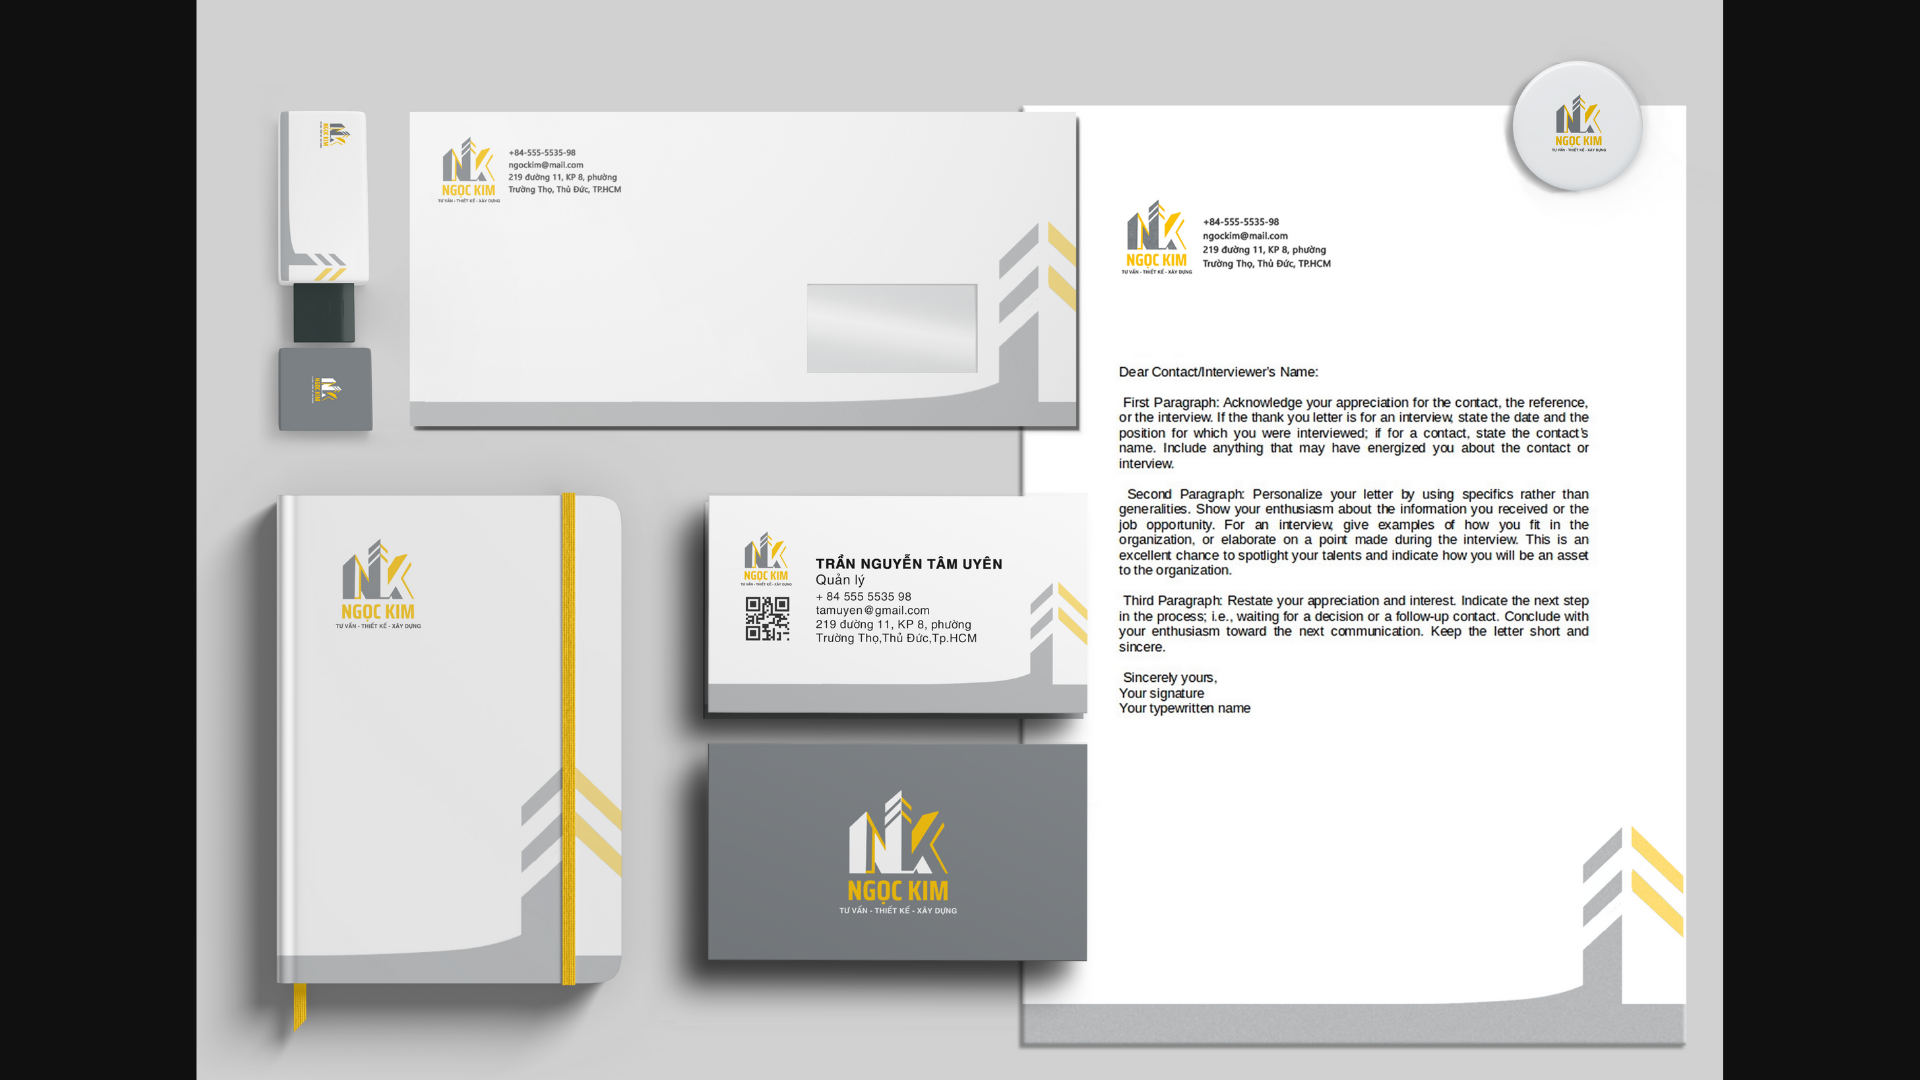 NGỌC KIM
NGỌC KIM
TƯ VẤN - THIẾT KẾ - XÂY DỰNG
+84-555-5535-98
ngockim@mail.com
219 đường 11, KP 8, phường
Trường Thọ, Thủ Đức, TP.HCM
NK
NGỌC KIM
TƯ VẤN - THIẾT KẾ - XÂY DỰNG
NGỌC KIM
NK
NGỌC KIM
TƯ VẤN - THIẾT KẾ - XÂY DỰNG
NK
NGỌC KIM
TƯ VẤN - THIẾT KẾ - XÂY DỰNG
TRẦN NGUYỄN TÂM UYÊN
Quản lý
+ 84 555 5535 98
tamuyen@gmail.com
219 đường 11, KP 8, phường
Trường Thọ,Thủ Đức,Tp.HCM
NK
NGỌC KIM
TƯ VẤN - THIẾT KẾ - XÂY DỰNG
NK
NGỌC KIM
TƯ VẤN - THIẾT KẾ - XÂY DỰNG
+84-555-5535-98
ngockim@mail.com
219 đường 11, KP 8, phường
Trường Thọ, Thủ Đức, TP.HCM
Dear Contact/Interviewer's Name:
First Paragraph: Acknowledge your appreciation for the contact, the reference,
or the interview. If the thank you letter is for an interview, state the date and the
position for which you were interviewed; if for a contact, state the contact's
name. Include anything that may have energized you about the contact or
interview.
Second Paragraph: Personalize your letter by using specifics rather than
generalities. Show your enthusiasm about the information you received or the
job opportunity. For an interview, give examples of how you fit in the
organization, or elaborate on a point made during the interview. This is an
excellent chance to spotlight your talents and indicate how you will be an asset
to the organization.
Third Paragraph: Restate your appreciation and interest. Indicate the next step
in the process; i.e., waiting for a decision or a follow-up contact. Conclude with
your enthusiasm toward the next communication. Keep the letter short and
sincere.
Sincerely yours,
Your signature
Your typewritten name